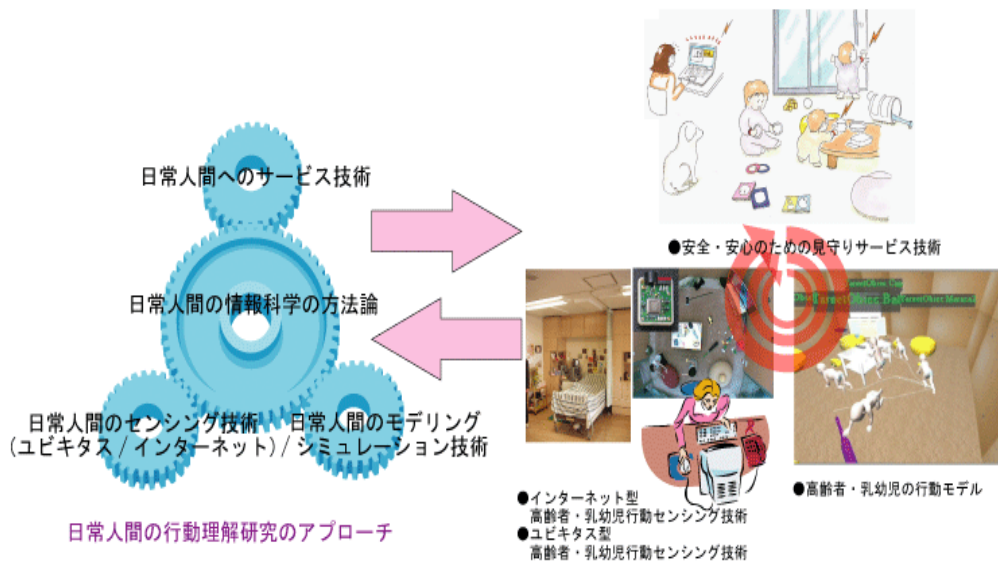 日常人間へのサービス技術
日常人間の情報科学の方法論
日常人間のセンシング技術
(ユビキタス / インターネット) /
日常人間のモデリング
シミュレーション技術
日常人間の行動理解研究のアプローチ
●安全・安心のための見守りサービス技術
TargetObjec Cup
TargetObjec Bal
TargetObjec Material
●インターネット型
高齢者・乳幼児行動センシング技術
●ユビキタス型
高齢者・乳幼児行動センシング技術
●高齢者・乳幼児の行動モデル